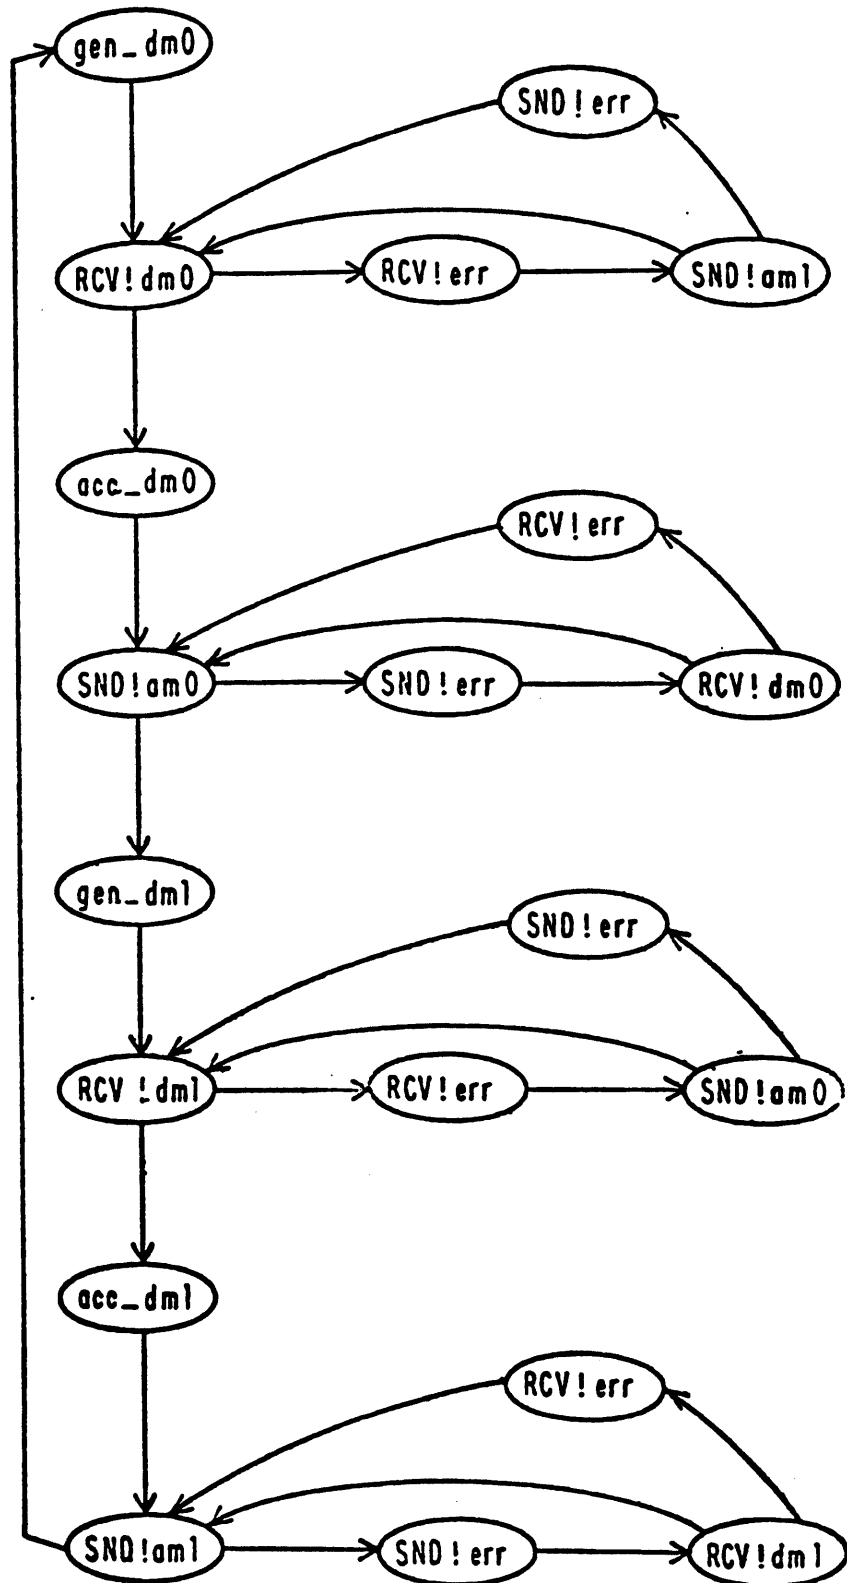 gen_dm0
SND!err
RCV!dm0
RCV!err
SND!am1
acc_dm0
RCV!err
SND!am0
SND!err
RCV!dm0
gen_dm1
SND!err
RCV!dm1
RCV!err
SND!am0
acc_dm1
RCV!err
SND!am1
SND!err
RCV!dm1